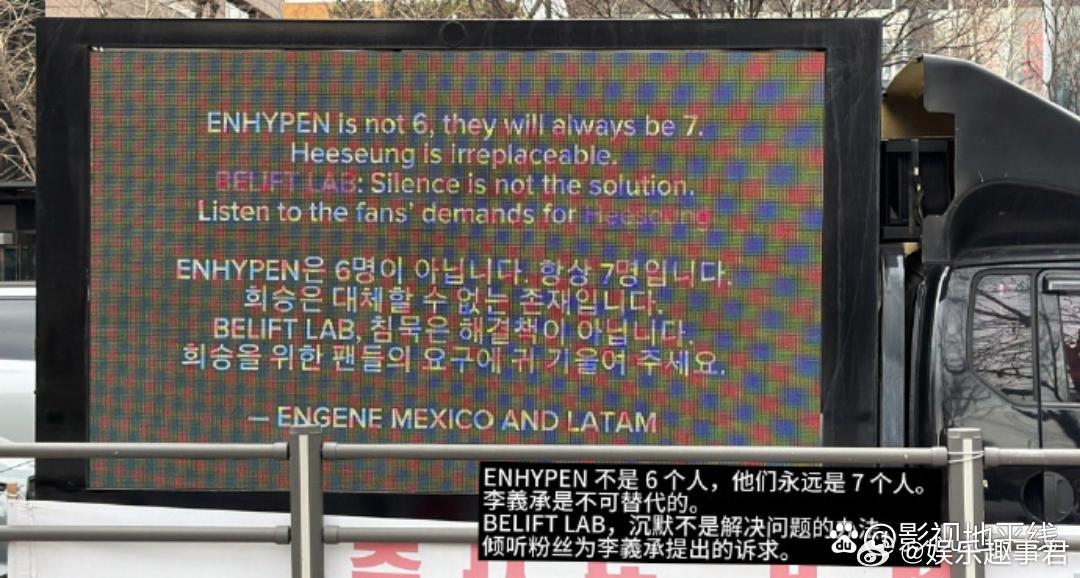 ENHYPEN is not 6, they will always be 7.
Heeseung is irreplaceable.
BELIFT LAB: Silence is not the solution.
Listen to the fans' demands for Heeseung
ENHYPEN은 6명이 아닙니다. 항상 7명입니다.
희승은 대체할 수 없는 존재입니다.
BELIFT LAB, 침묵은 해결책이 아닙니다.
희승을 위한 팬들의 요구에 귀 기울여 주세요.
— ENGENE MEXICO AND LATAM
ENHYPEN 不是 6 个人，他们永远是 7 个人。
李義承是不可替代的。
BELIFT LAB，沉默不是解决问题的办法。
倾听粉丝为李義承提出的诉求。
@影视地平线
@娱乐趣事君